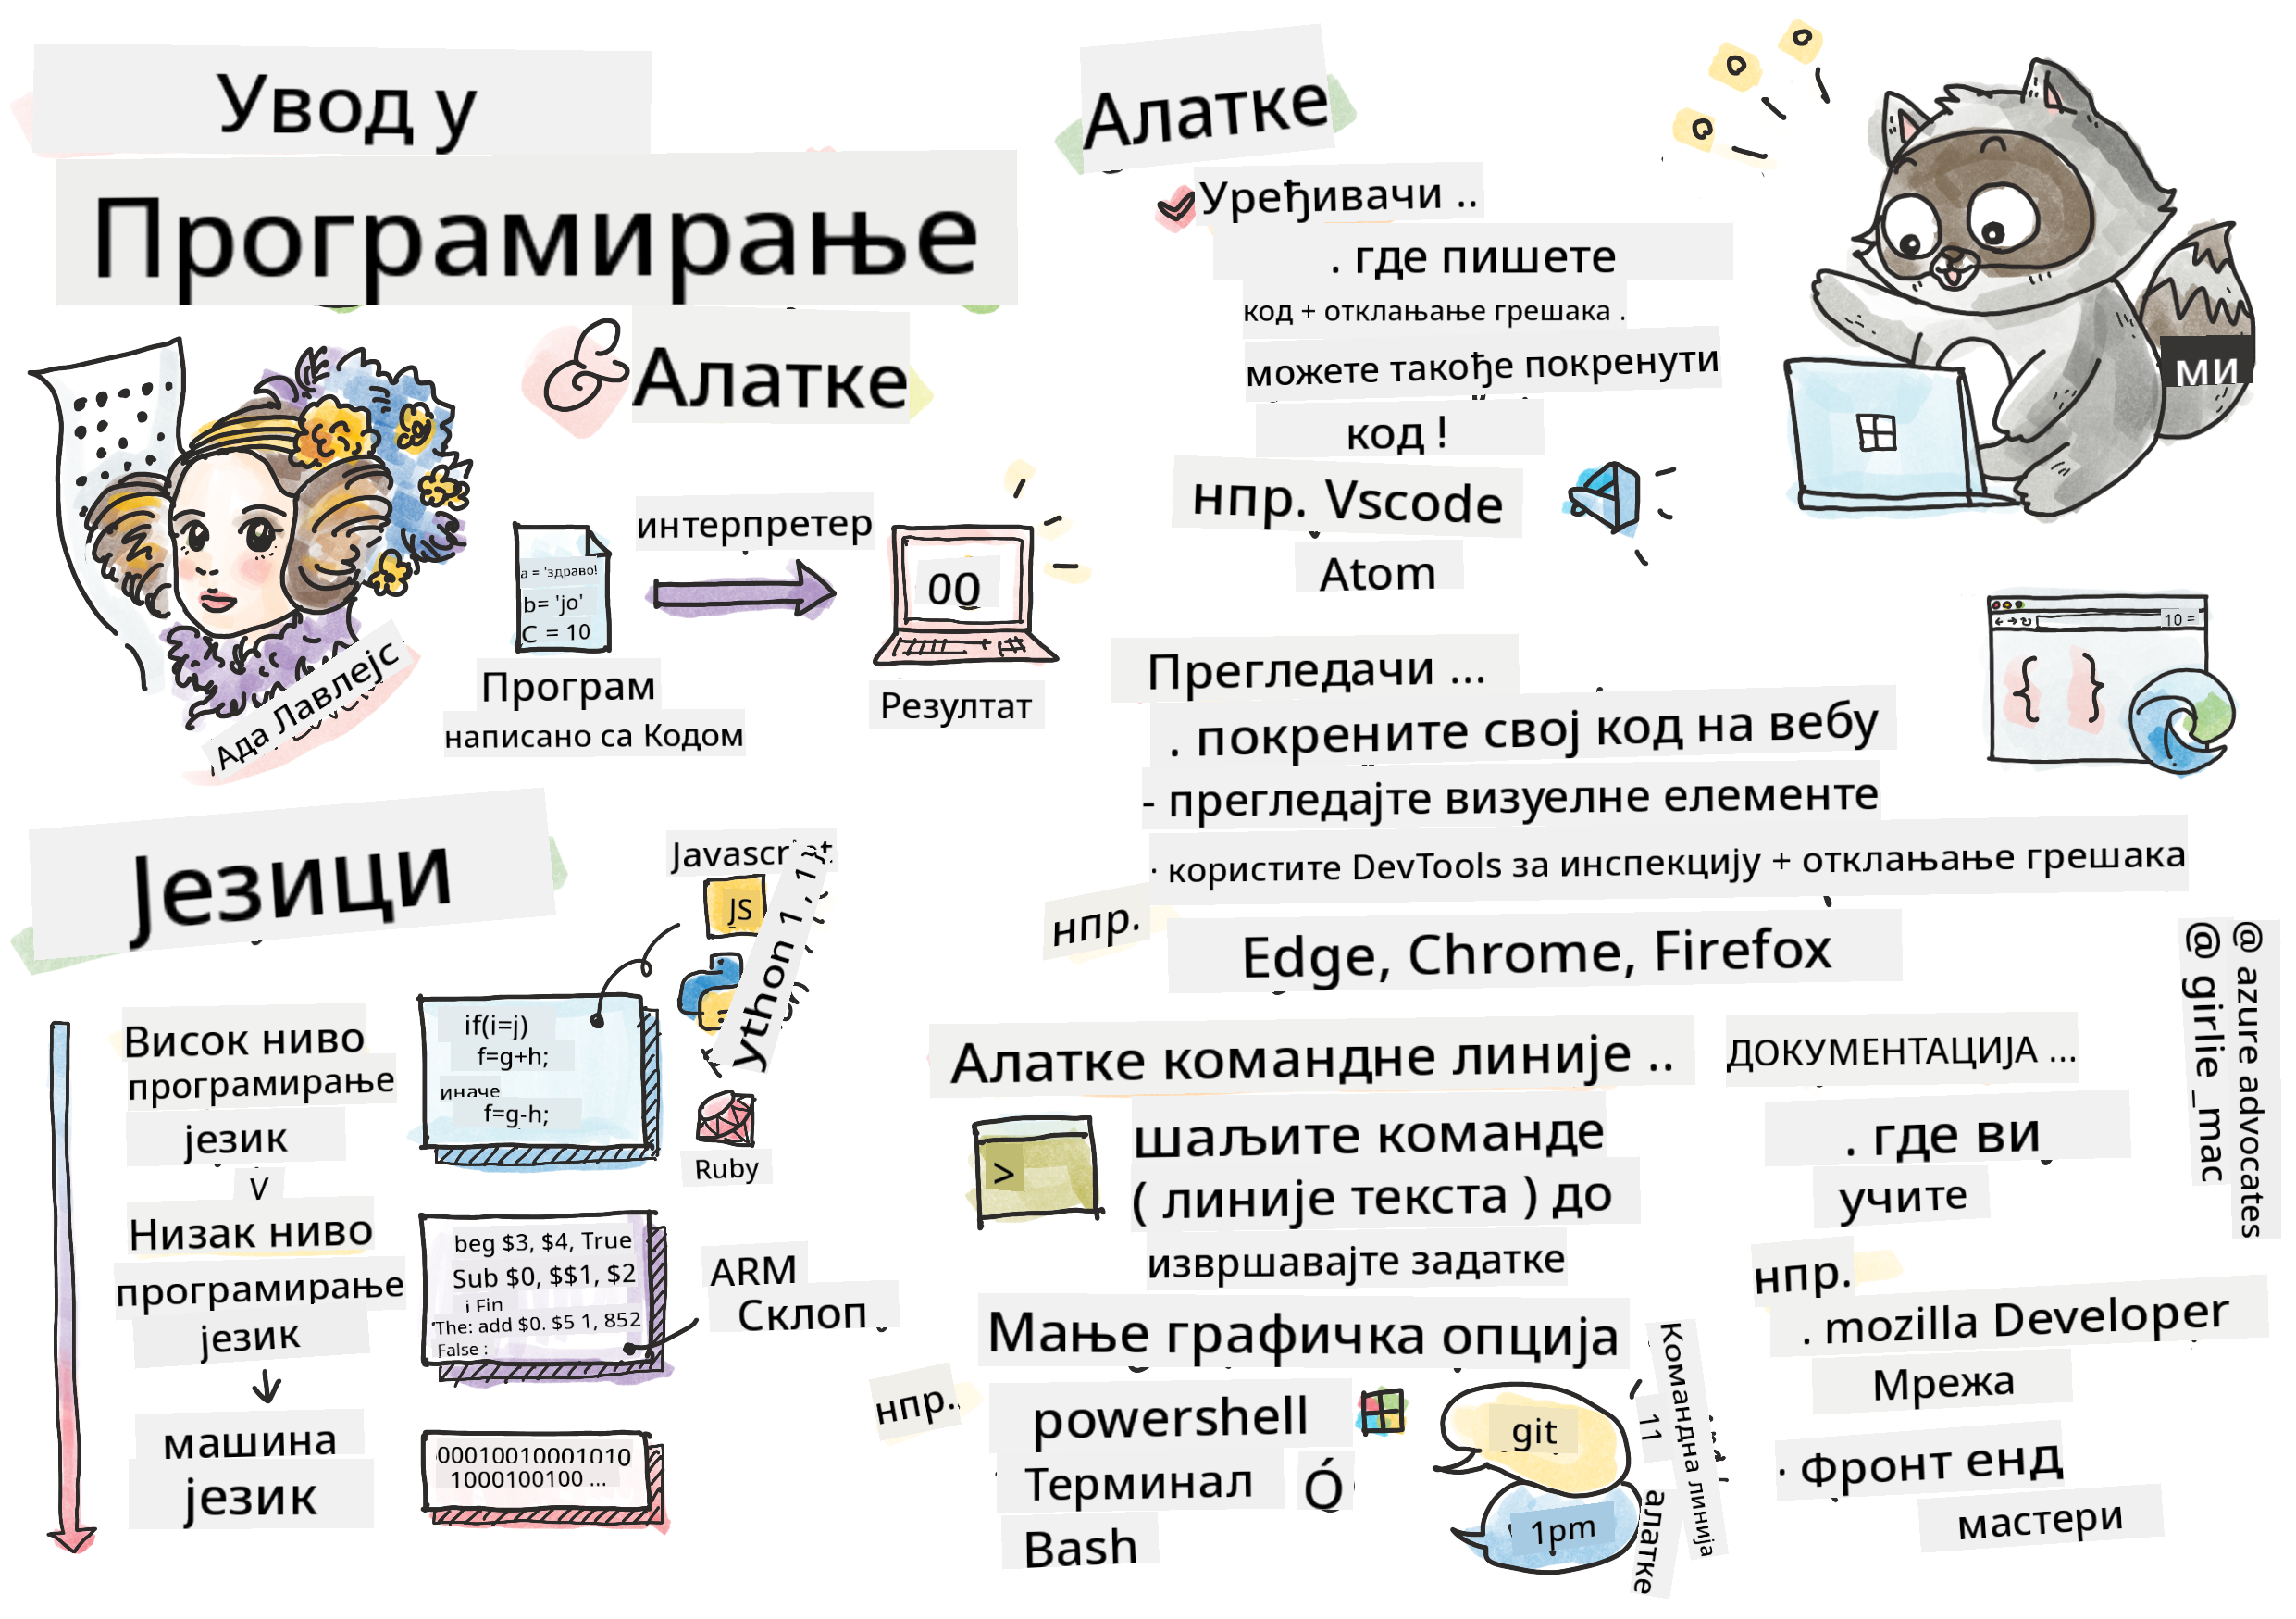 Увод у
Програмирање
& Алатке
Ада Лавлејс
a = 'здраво!
b= 'jo'
C = 10
Програм
написано са Кодом
интерпретер
Резултат
Језици
Висок ниво
програмирање
језик
V
Низак ниво
програмирање
језик
машина
језик
if(i=j)
f=g+h;
иначе
f=g-h;
Javascript
JS
ython 1,1
Ruby
beg $3, $4, True
Sub $0, $$1, $2
j Fin
The: add $0. $5 1, 852
False :
ARM
Склоп
00010010001010
1000100100 ...
Алатке
Уређивачи ..
. где пишете
код + отклањање грешака .
можете такође покренути
код !
нпр. Vscode
Atom
ми
Прегледачи ...
. покрените свој код на вебу
- прегледајте визуелне елементе
· користите DevTools за инспекцију + отклањање грешака
нпр.
Edge, Chrome, Firefox
10 =
{ }
Алатке командне линије ..
>
шаљите команде
( линије текста ) до
извршавајте задатке
Мање графичка опција
нпр..
powershell
Терминал
Ó
Bash
git
1pm
Командна линија
11 алатке
ДОКУМЕНТАЦИЈА ...
. где ви
учите
нпр.
. mozilla Developer
Мрежа
· Фронт енд
мастери
@ azure advocates
@ girlie_mac